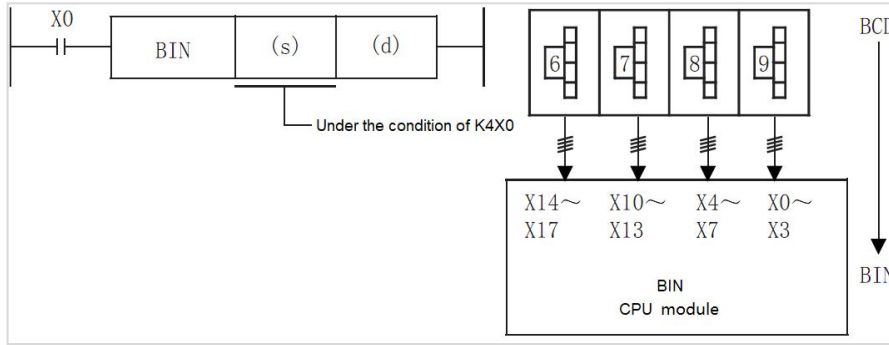 X0
BIN (s) (d)
Under the condition of K4X0
6 7 8 9
BCD
X14～ X10～ X4～ X0～
X17 X13 X7 X3
BIN
BIN
CPU module